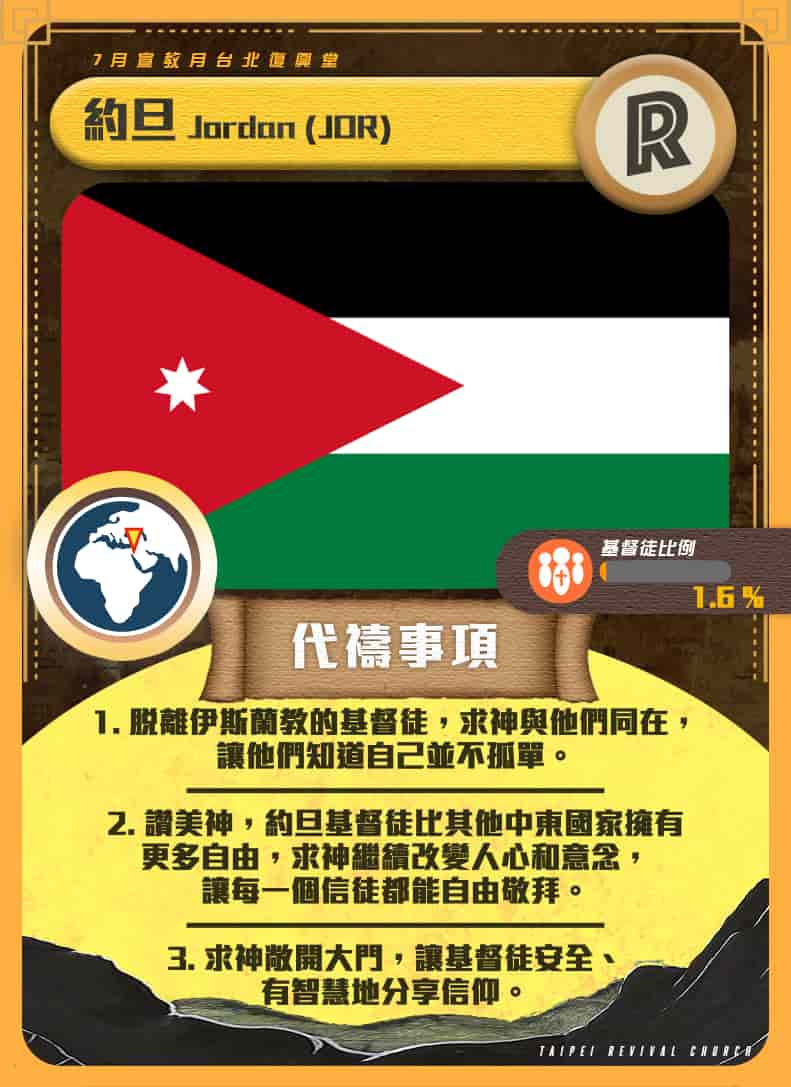 7月宣教月台北復興堂
約旦 Jordan (JOR)
R
基督徒比例
1.6 %
代禱事項
1. 脫離伊斯蘭教的基督徒，求神與他們同在，
讓他們知道自己並不孤單。
2. 讚美神，約旦基督徒比其他中東國家擁有
更多自由，求神繼續改變人心和意念，
讓每一個信徒都能自由敬拜。
3. 求神敞開大門，讓基督徒安全、
有智慧地分享信仰。
TAIPEI REVIVAL CHURCH